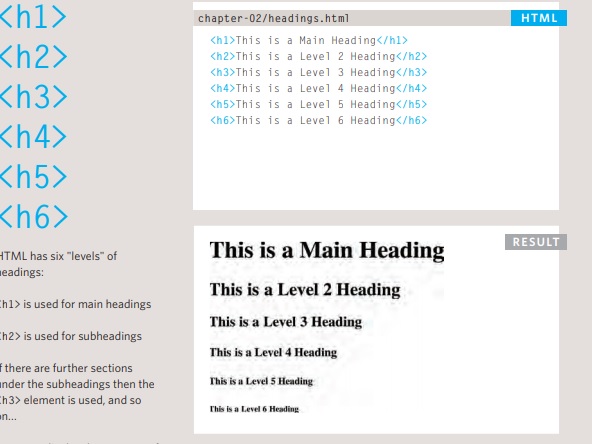 <h1>
<h2>
<h3>
<h4>
<h5>
<h6>
HTML has six "levels" of
headings:
<h1> is used for main headings
<h2> is used for subheadings
If there are further sections
under the subheadings then the
<h3> element is used, and so
on...
chapter-02/headings.html
HTML
<h1>This is a Main Heading</h1>
<h2>This is a Level 2 Heading</h2>
<h3>This is a Level 3 Heading</h3>
<h4>This is a Level 4 Heading</h4>
<h5>This is a Level 5 Heading</h5>
<h6>This is a Level 6 Heading</h6>
RESULT
This is a Main Heading
This is a Level 2 Heading
This is a Level 3 Heading
This is a Level 4 Heading
This is a Level 5 Heading
This is a Level 6 Heading